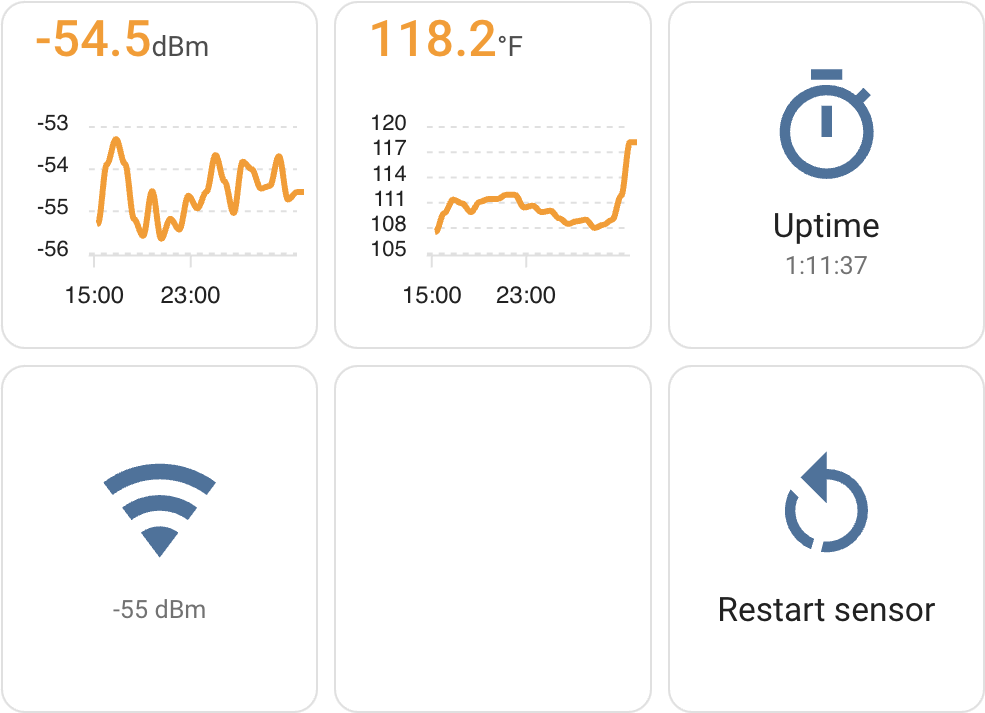 -54.5dBm
-53
-54
-55
-56
15:00 23:00
118.2°F
120
117
114
111
108
105
15:00 23:00
Uptime
1:11:37
-55 dBm
Restart sensor